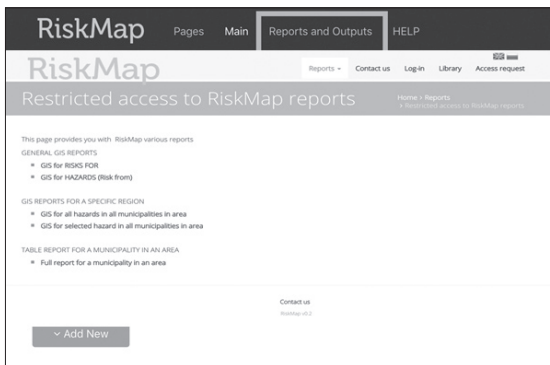 RiskMap Pages Main Reports and Outputs HELP
RiskMap Reports Contact us Log-in Library Access request
Restricted access to RiskMap reports
Home › Reports
› Restricted access to RiskMap reports
This page provides you with RiskMap various reports
GENERAL GIS REPORTS
GIS for RISKS FOR
GIS for HAZARDS (Risk from)
GIS REPORTS FOR A SPECIFIC REGION
GIS for all hazards in all municipalities in area
GIS for selected hazard in all municipalities in area
TABLE REPORT FOR A MUNICIPALITY IN AN AREA
Full report for a municipality in an area
Contact us
RiskMap v0.2
Add New